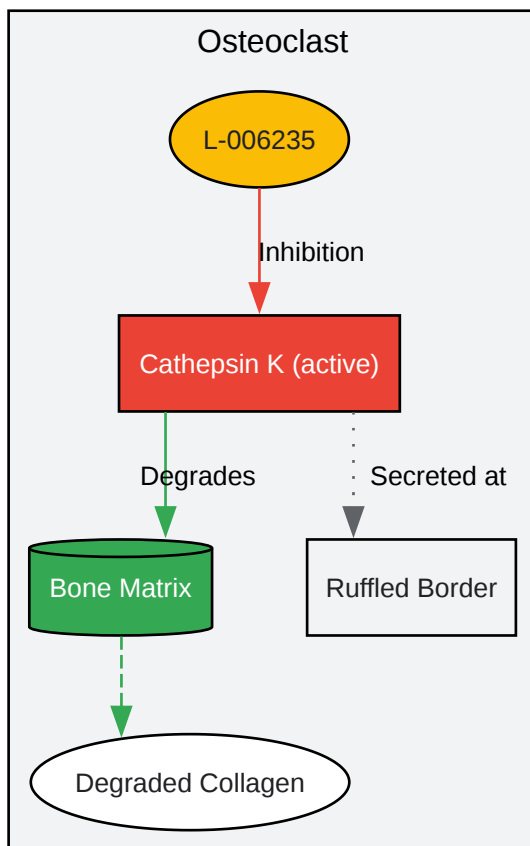 Osteoclast
L-006235
Inhibition
Cathepsin K (active)
Degrades
Secreted at
Bone Matrix
Ruffled Border
Degraded Collagen